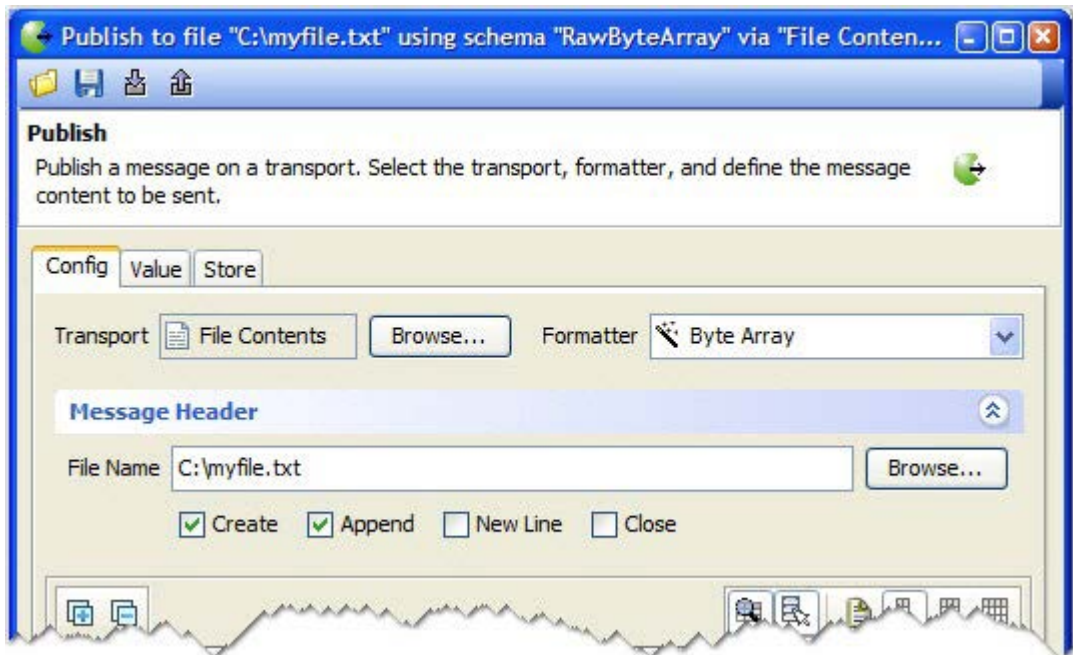 Publish to file "C:\myfile.txt" using schema "RawByteArray" via "File Conten...
Publish
Publish a message on a transport. Select the transport, formatter, and define the message
content to be sent.
Config Value Store
Transport File Contents Browse... Formatter Byte Array
Message Header
File Name C:\myfile.txt Browse...
Create Append New Line Close